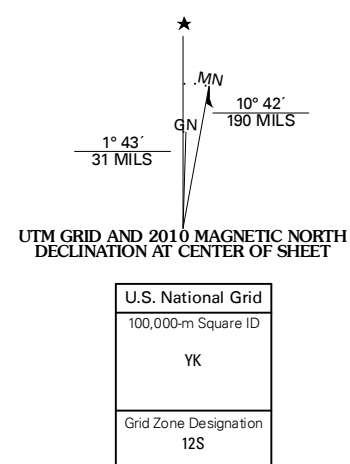 ★
MN
GN
10° 42´
190 MILS
1° 43´
31 MILS
UTM GRID AND 2010 MAGNETIC NORTH
DECLINATION AT CENTER OF SHEET
U.S. National Grid
100,000-m Square ID
YK
Grid Zone Designation
12S